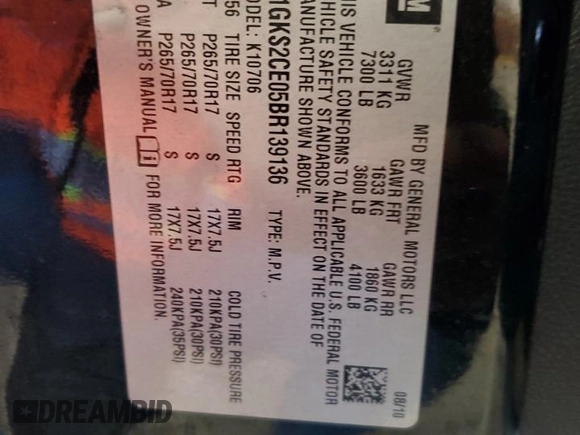 GM
MFD BY GENERAL MOTORS LLC 08/10
GVWR GAWR FRT GAWR RR
3311 KG 1633 KG 1860 KG
7300 LB 3600 LB 4100 LB
IS VEHICLE CONFORMS TO ALL APPLICABLE U.S. FEDERAL MOTOR
EHICLE SAFETY STANDARDS IN EFFECT ON THE DATE OF
ANUFACTURE SHOWN ABOVE.
1GKS2CE05BR139136 TYPE: M.P.V.
MODEL: K10706
56 TIRE SIZE SPEED RTG RIM COLD TIRE PRESSURE
T P265/70R17 S 17X7.5J 210KPA(30PSI)
P265/70R17 S 17X7.5J 210KPA(30PSI)
A P265/70R17 S 17X7.5J 240KPA(35PSI)
OWNER'S MANUAL i FOR MORE INFORMATION.
DREAMBID